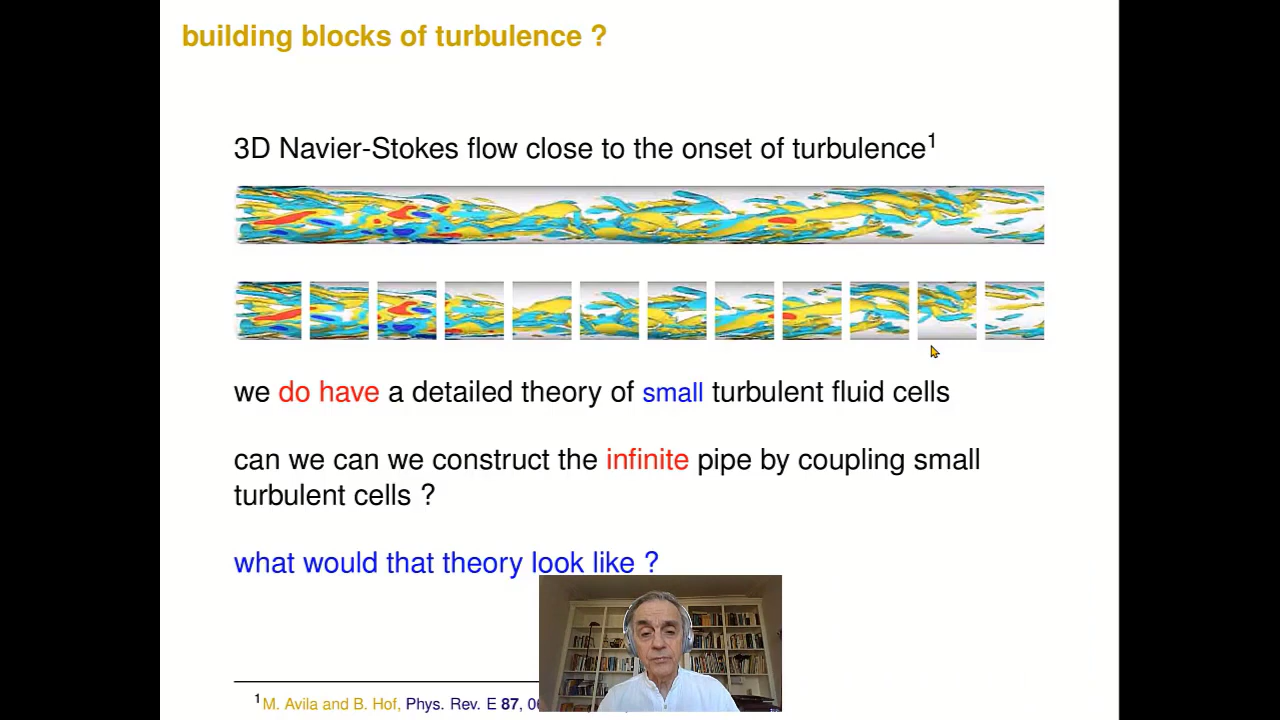 building blocks of turbulence ?
3D Navier-Stokes flow close to the onset of turbulence1
we do have a detailed theory of small turbulent fluid cells
can we can we construct the infinite pipe by coupling small
turbulent cells ?
what would that theory look like ?
1M. Avila and B. Hof, Phys. Rev. E 87,